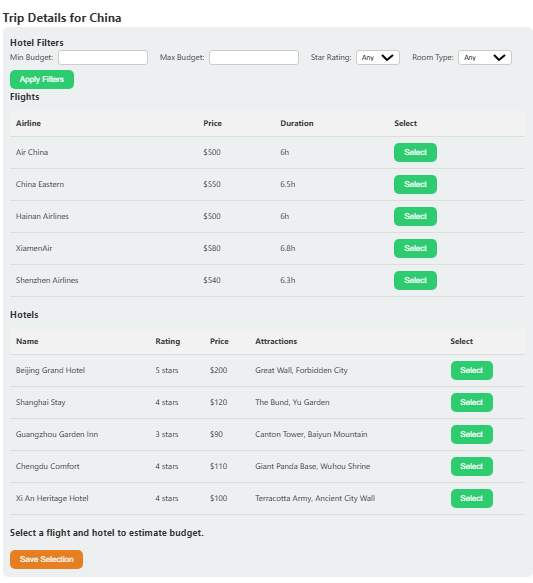 Trip Details for China
Hotel Filters
Min Budget: Max Budget: Star Rating: Any Room Type: Any
Apply Filters
Flights
Airline Price Duration Select
Air China $500 6h Select
China Eastern $550 6.5h Select
Hainan Airlines $500 6h Select
XiamenAir $580 6.8h Select
Shenzhen Airlines $540 6.3h Select
Hotels
Name Rating Price Attractions Select
Beijing Grand Hotel 5 stars $200 Great Wall, Forbidden City Select
Shanghai Stay 4 stars $120 The Bund, Yu Garden Select
Guangzhou Garden Inn 3 stars $90 Canton Tower, Baiyun Mountain Select
Chengdu Comfort 4 stars $110 Giant Panda Base, Wuhou Shrine Select
Xi An Heritage Hotel 4 stars $100 Terracotta Army, Ancient City Wall Select
Select a flight and hotel to estimate budget.
Save Selection